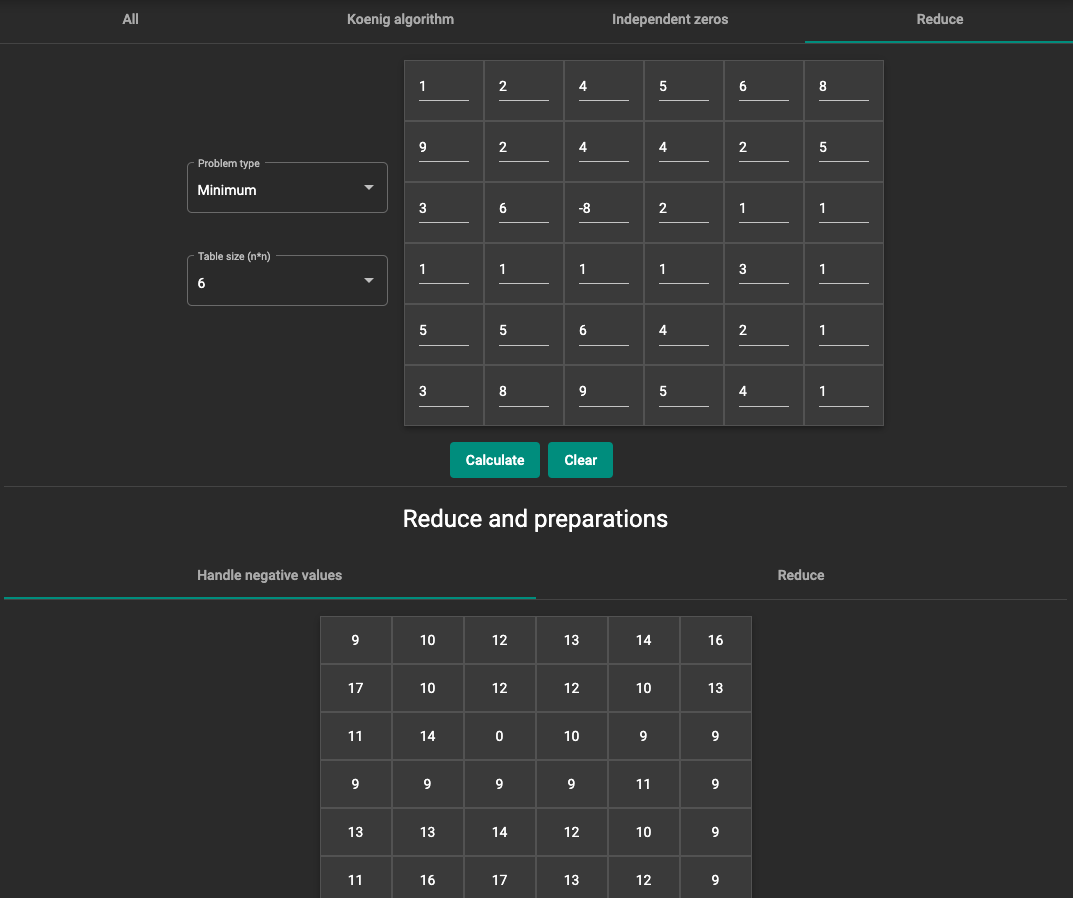 All Koenig algorithm Independent zeros Reduce
1 2 4 5 6 8
9 2 4 4 2 5
Problem type
Minimum
3 6 -8 2 1 1
Table size (n*n)
6
1 1 1 1 3 1
5 5 6 4 2 1
3 8 9 5 4 1
Calculate Clear
Reduce and preparations
Handle negative values Reduce
9 10 12 13 14 16
17 10 12 12 10 13
11 14 0 10 9 9
9 9 9 9 11 9
13 13 14 12 10 9
11 16 17 13 12 9